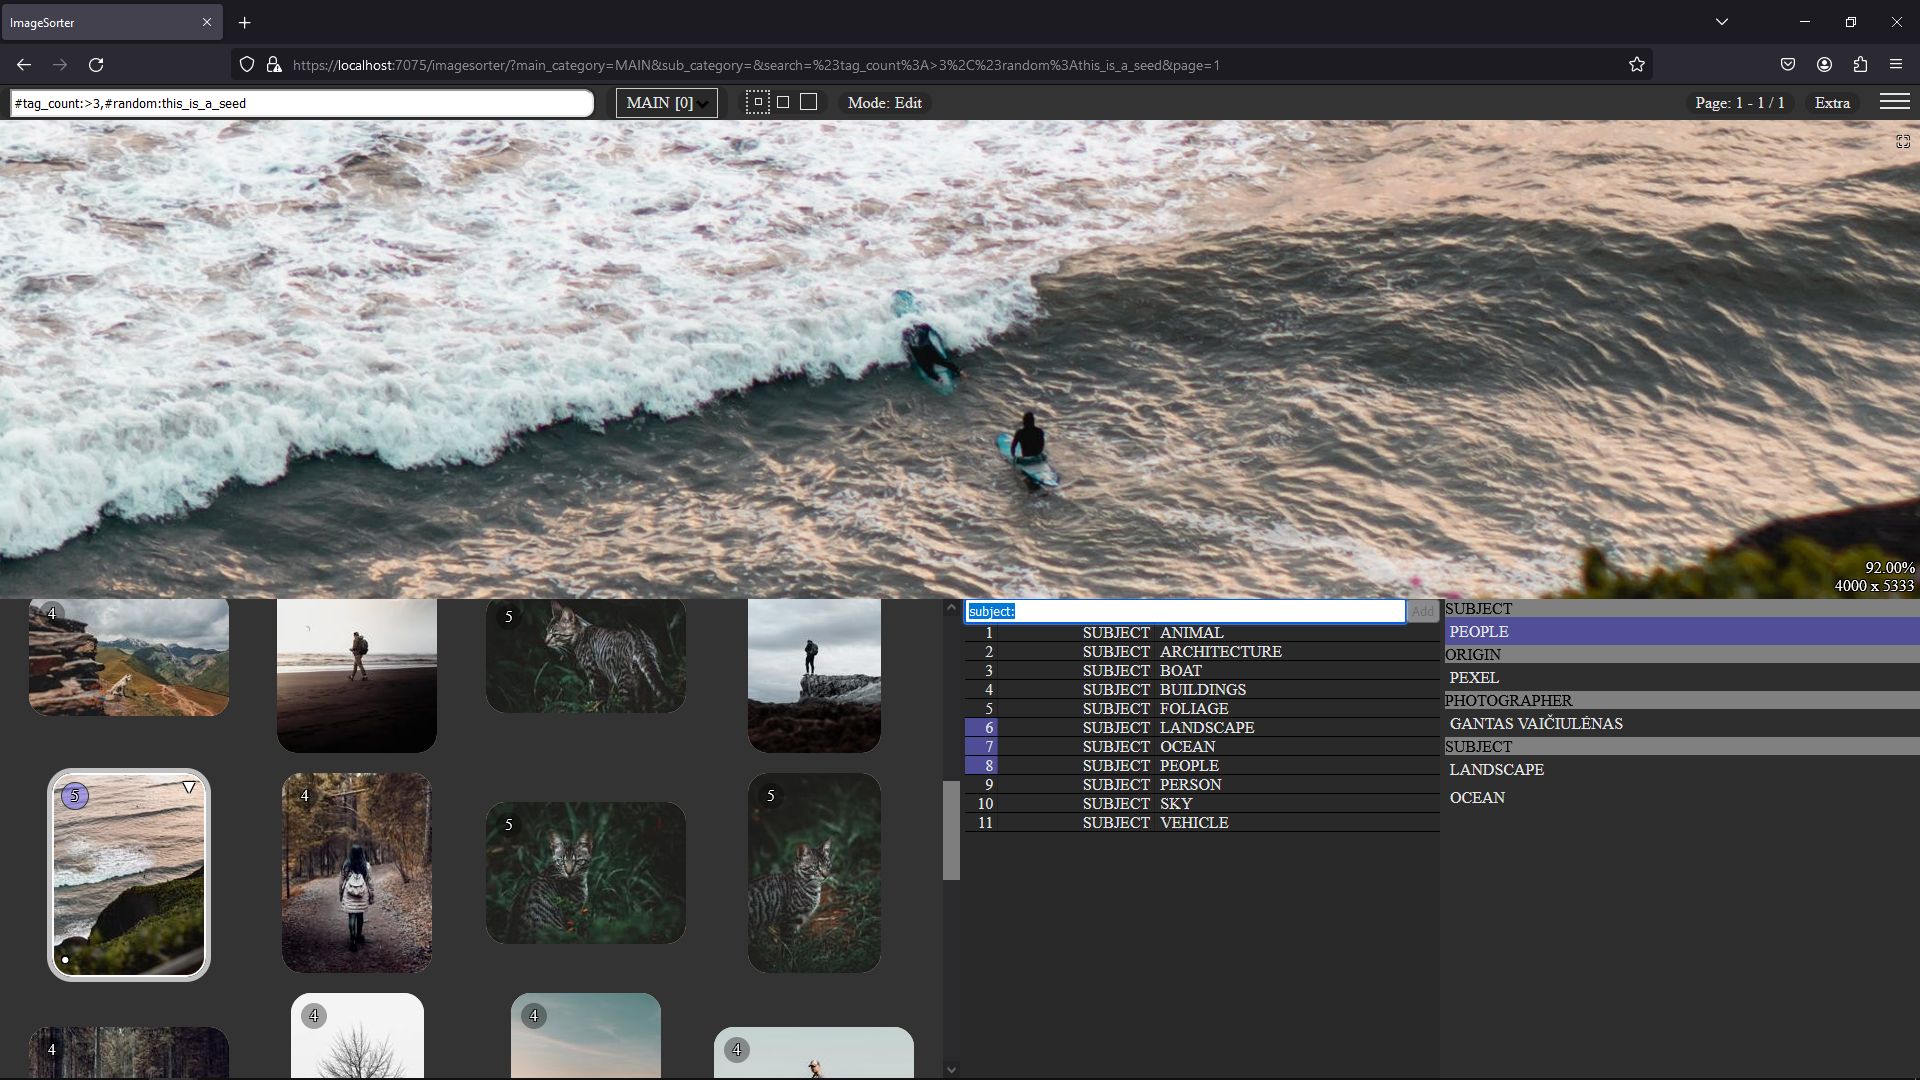 ImageSorter
https://localhost:7075/imagesorter/?main_category=MAIN&sub_category=&search=%23tag_count%3A>3%2C%23random%3Athis_is_a_seed&page=1
#tag_count:>3,#random:this_is_a_seed
MAIN [0]
Mode: Edit
Page: 1 - 1 / 1
Extra
92.00%
4000 x 5333
4
5
5
4
5
5
4
4
4
4
subject:
Add
1 SUBJECT ANIMAL
2 SUBJECT ARCHITECTURE
3 SUBJECT BOAT
4 SUBJECT BUILDINGS
5 SUBJECT FOLIAGE
6 SUBJECT LANDSCAPE
7 SUBJECT OCEAN
8 SUBJECT PEOPLE
9 SUBJECT PERSON
10 SUBJECT SKY
11 SUBJECT VEHICLE
SUBJECT
PEOPLE
ORIGIN
PEXEL
PHOTOGRAPHER
GANTAS VAIČIULĖNAS
SUBJECT
LANDSCAPE
OCEAN